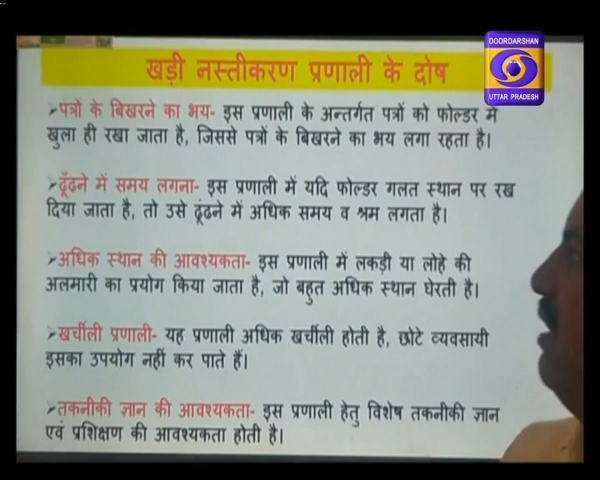 DOORDARSHAN
UTTAR PRADESH
खड़ी नस्तीकरण प्रणाली के दोष
➢पत्रों के बिखरने का भय- इस प्रणाली के अन्तर्गत पत्रों को फोल्डर में
खुला ही रखा जाता है, जिससे पत्रों के बिखरने का भय लगा रहता है।
➢ढूँढने में समय लगना- इस प्रणाली में यदि फोल्डर गलत स्थान पर रख
दिया जाता है, तो उसे ढूंढने में अधिक समय व श्रम लगता है।
➢अधिक स्थान की आवश्यकता- इस प्रणाली में लकड़ी या लोहे की
अलमारी का प्रयोग किया जाता है, जो बहुत अधिक स्थान घेरती है।
➢खर्चीली प्रणाली- यह प्रणाली अधिक खर्चीली होती है, छोटे व्यवसायी
इसका उपयोग नहीं कर पाते हैं।
➢तकनीकी ज्ञान की आवश्यकता- इस प्रणाली हेतु विशेष तकनीकी ज्ञान
एवं प्रशिक्षण की आवश्यकता होती है।